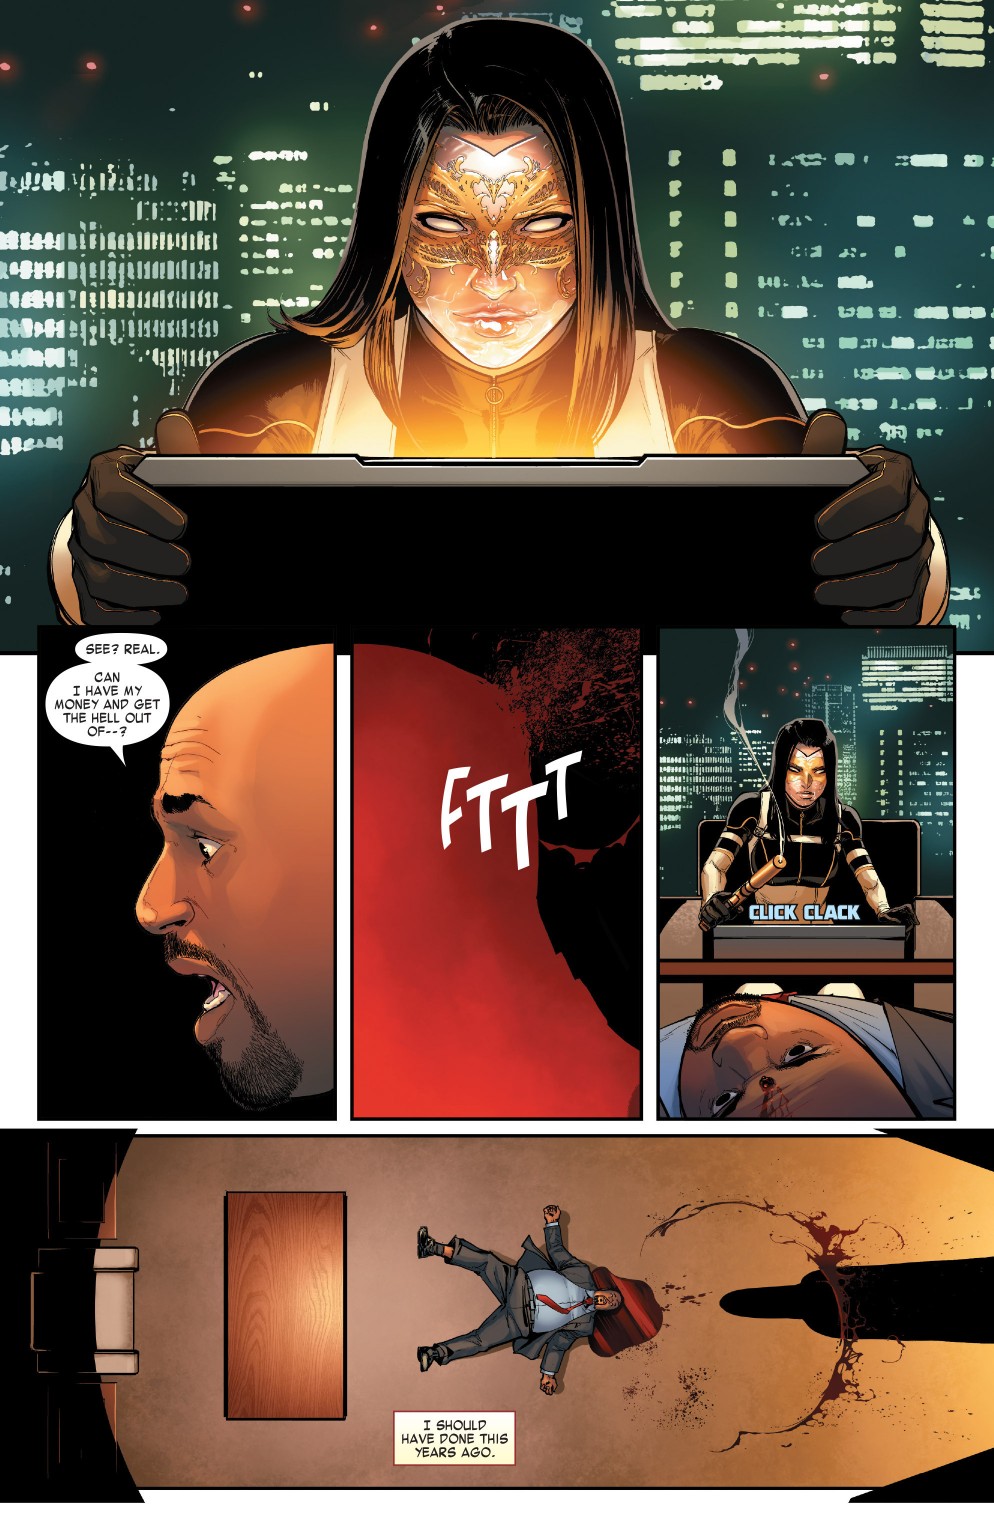 SEE? REAL.
CAN
I HAVE MY
MONEY AND GET
THE HELL OUT
OF--?
FTTT
CLICK CLACK
I SHOULD
HAVE DONE THIS
YEARS AGO.